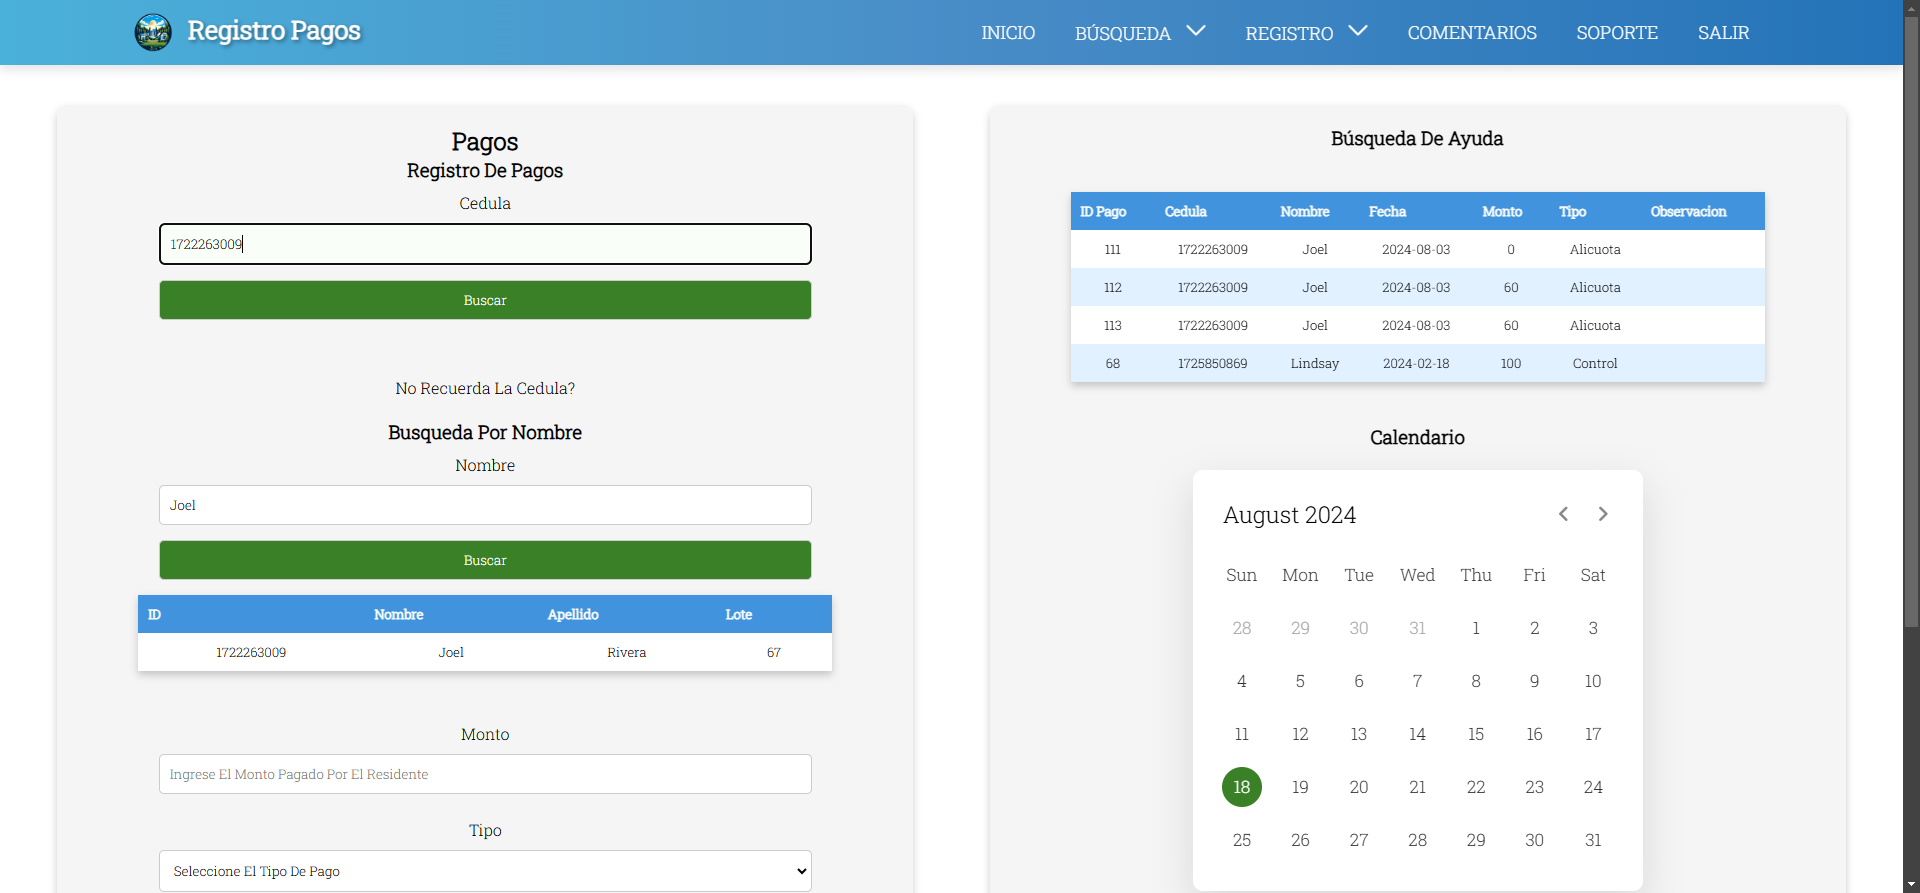 Registro Pagos
INICIO BÚSQUEDA REGISTRO COMENTARIOS SOPORTE SALIR
Pagos
Registro De Pagos
Cedula
1722263009
Buscar
No Recuerda La Cedula?
Busqueda Por Nombre
Nombre
Joel
Buscar
ID Nombre Apellido Lote
1722263009 Joel Rivera 67
Monto
Ingrese El Monto Pagado Por El Residente
Tipo
Seleccione El Tipo De Pago
Búsqueda De Ayuda
ID Pago Cedula Nombre Fecha Monto Tipo Observacion
111 1722263009 Joel 2024-08-03 0 Alicuota
112 1722263009 Joel 2024-08-03 60 Alicuota
113 1722263009 Joel 2024-08-03 60 Alicuota
68 1725850869 Lindsay 2024-02-18 100 Control
Calendario
August 2024
Sun Mon Tue Wed Thu Fri Sat
28 29 30 31 1 2 3
4 5 6 7 8 9 10
11 12 13 14 15 16 17
18 19 20 21 22 23 24
25 26 27 28 29 30 31